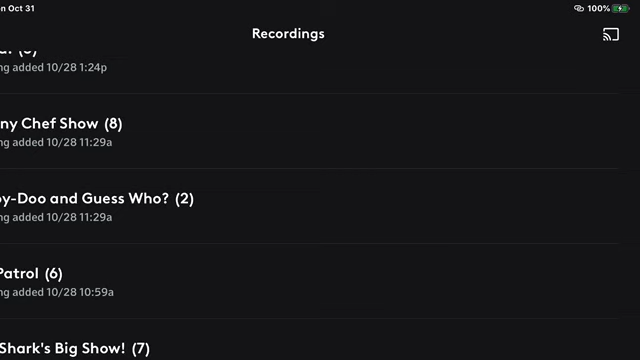 n Oct 31
100%
Recordings
ng added 10/28 1:24p
ny Chef Show (8)
ng added 10/28 11:29a
y-Doo and Guess Who? (2)
ng added 10/28 11:29a
Patrol (6)
ng added 10/28 10:59a
Shark's Big Show! (7)